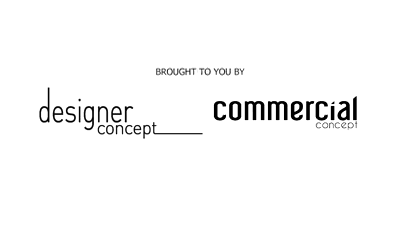 BROUGHT TO YOU BY
designer
concept
commercial
concept